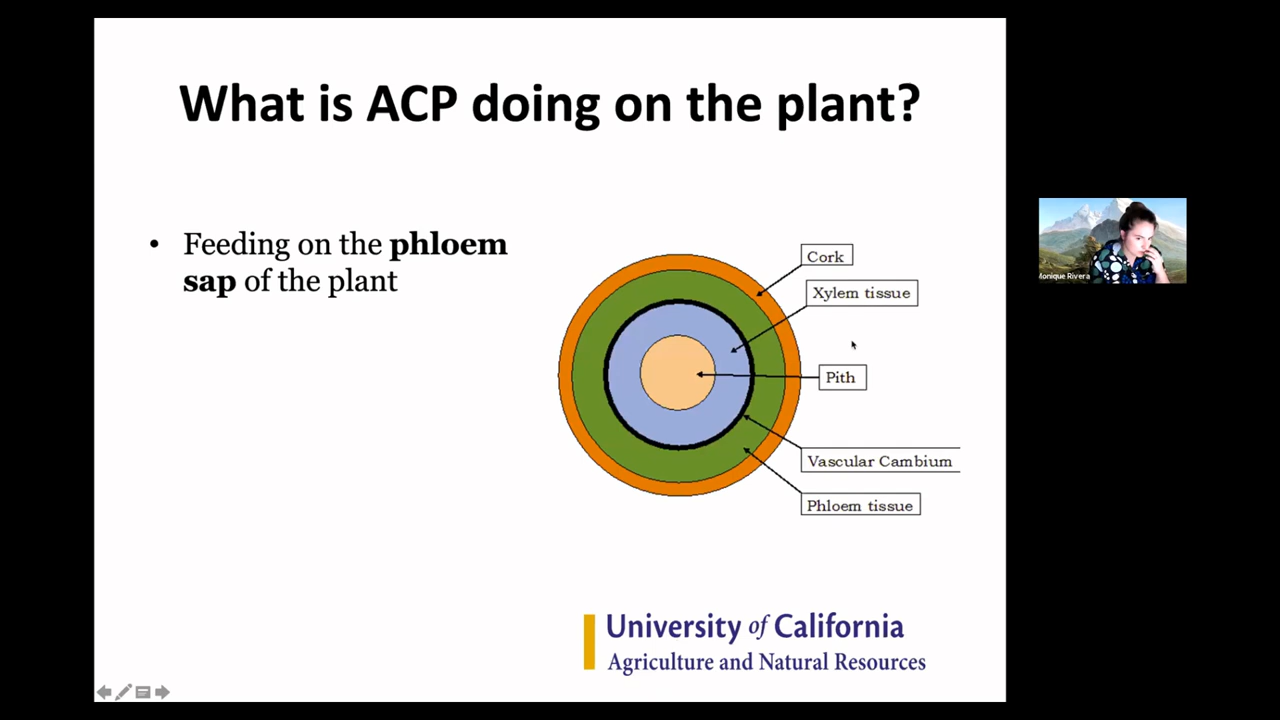 What is ACP doing on the plant?
• Feeding on the phloem
sap of the plant
Cork
Xylem tissue
Pith
Vascular Cambium
Phloem tissue
University of California
Agriculture and Natural Resources
Monique Rivera